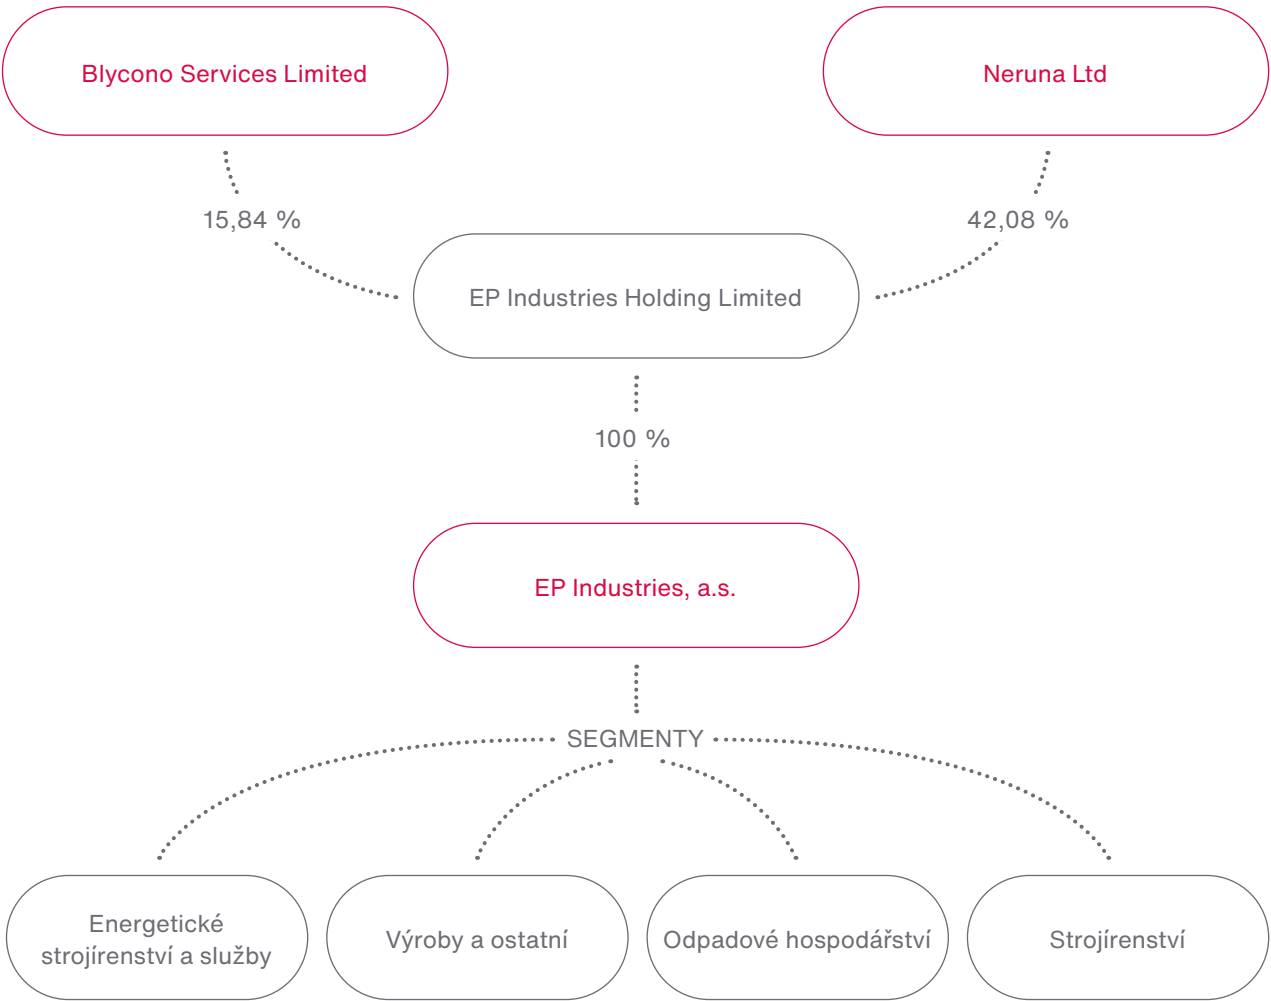 Blycono Services Limited
Neruna Ltd
15,84 %
42,08 %
EP Industries Holding Limited
100 %
EP Industries, a.s.
SEGMENTY
Energetické
strojírenství a služby
Výroby a ostatní
Odpadové hospodářství
Strojírenství